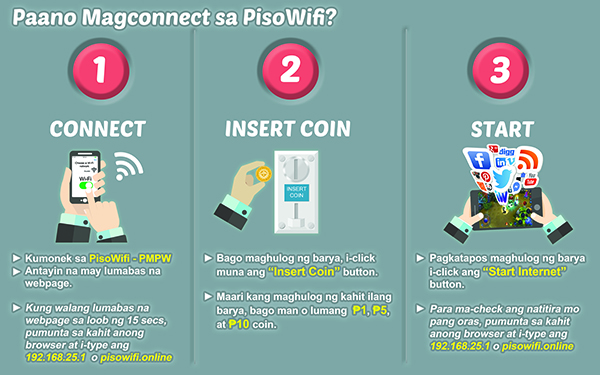 Paano Magconnect sa PisoWifi?
1
CONNECT
WiFi
► Kumonek sa PisoWifi - PMPW
► Antayin na may lumabas na
webpage.
► Kung walang lumabas na
webpage sa loob ng 15 secs,
pumunta sa kahit anong
browser at i-type ang
192.168.25.1 o pisowifi.online
2
INSERT COIN
INSERT
COIN
► Bago maghulog ng barya, i-click
muna ang “Insert Coin” button.
► Maari kang maghulog ng kahit ilang
barya, bago man o lumang ₱1, ₱5,
at ₱10 coin.
3
START
digg
► Pagkatapos maghulog ng barya
i-click ang “Start Internet”
button.
► Para ma-check ang natitira mo
pang oras, pumunta sa kahit
anong browser at i-type ang
192.168.25.1 o pisowifi.online